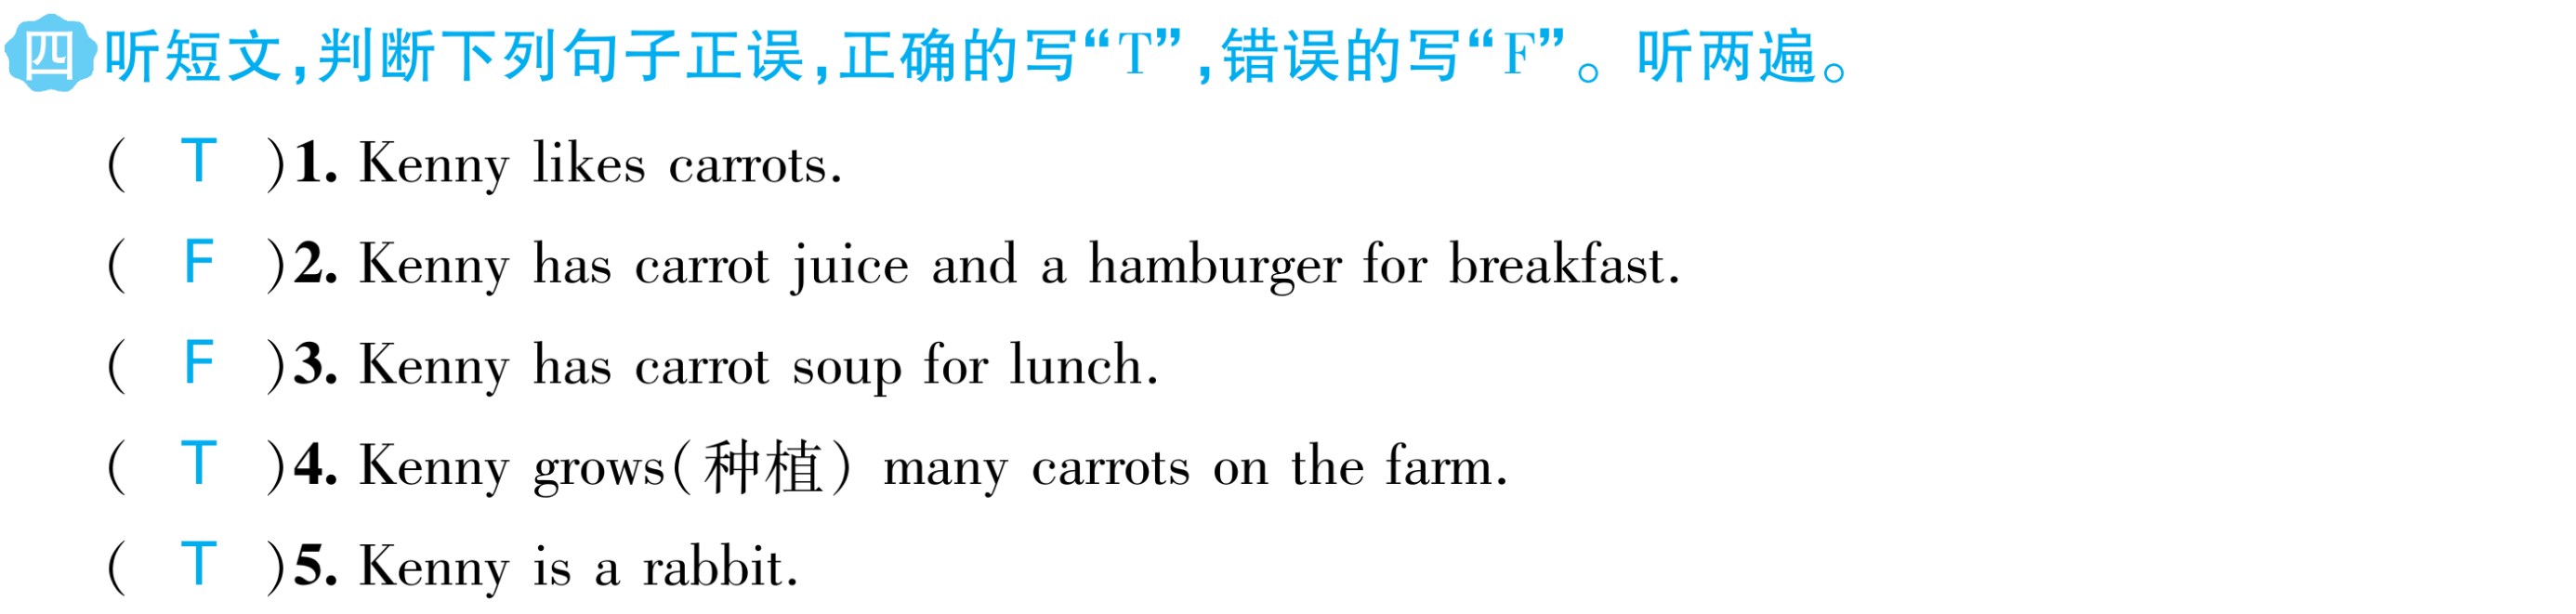 四 听短文,判断下列句子正误,正确的写“T”,错误的写“F”。听两遍。
( T )1. Kenny likes carrots.
( F )2. Kenny has carrot juice and a hamburger for breakfast.
( F )3. Kenny has carrot soup for lunch.
( T )4. Kenny grows(种植) many carrots on the farm.
( T )5. Kenny is a rabbit.